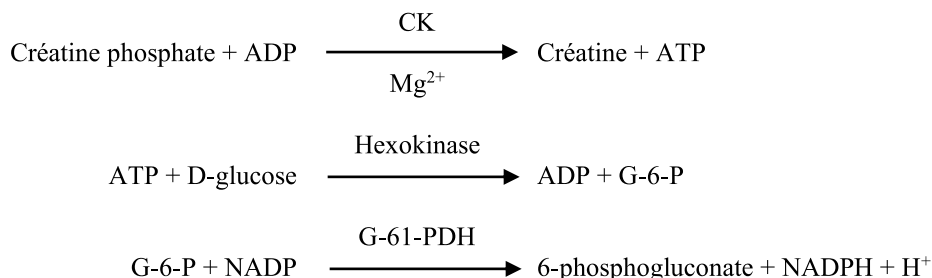 CK
Créatine phosphate + ADP Créatine + ATP
Mg²⁺
Hexokinase
ATP + D-glucose ADP + G-6-P
G-61-PDH
G-6-P + NADP 6-phosphogluconate + NADPH + H⁺